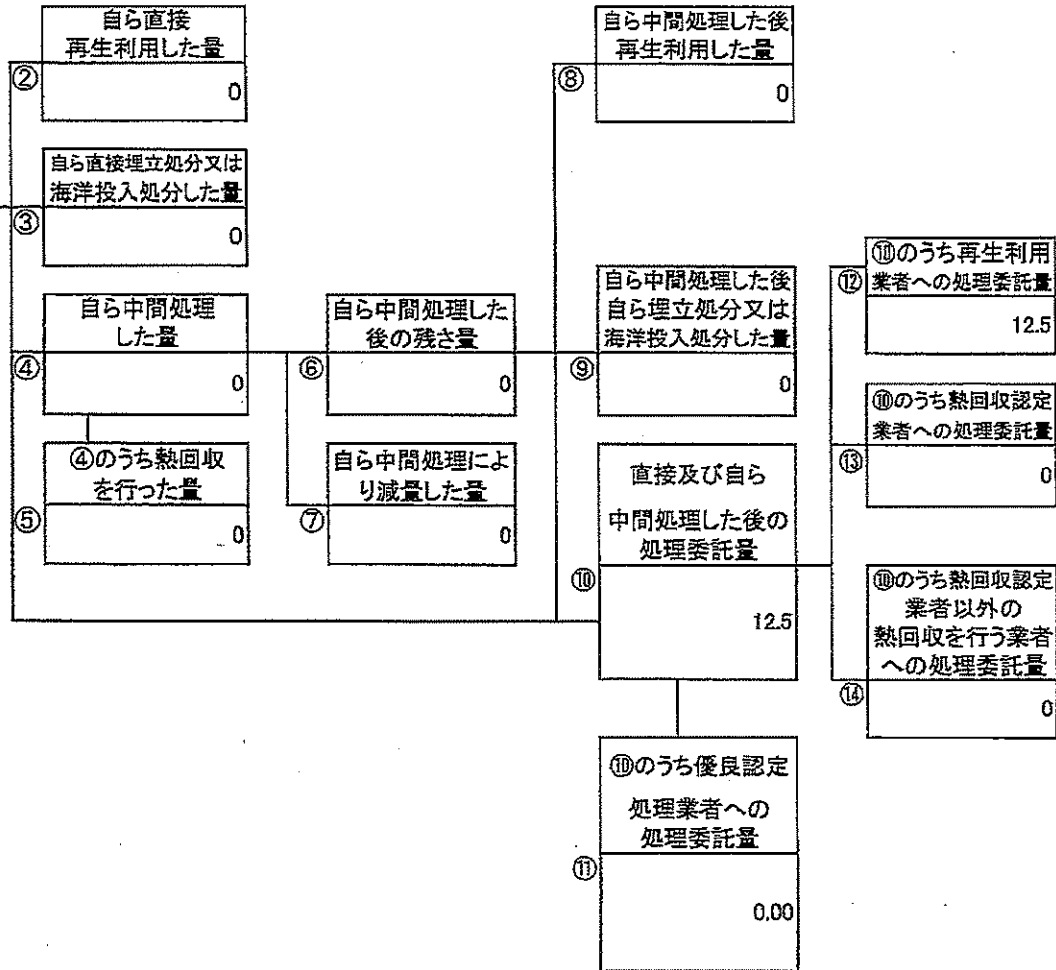 自ら直接
再生利用した量
②
0
自ら直接埋立処分又は
海洋投入処分した量
③
0
自ら中間処理
した量
④
0
④のうち熱回収
を行った量
⑤
0
自ら中間処理した
後の残さ量
⑥
0
自ら中間処理によ
り減量した量
⑦
0
自ら中間処理した後
再生利用した量
⑧
0
自ら中間処理した後
自ら埋立処分又は
海洋投入処分した量
⑨
0
直接及び自ら
中間処理した後の
処理委託量
⑩
12.5
⑩のうち優良認定
処理業者への
処理委託量
⑪
0.00
⑩のうち再生利用
業者への処理委託量
⑫
12.5
⑩のうち熱回収認定
業者への処理委託量
⑬
0
⑩のうち熱回収認定
業者以外の
熱回収を行う業者
への処理委託量
⑭
0